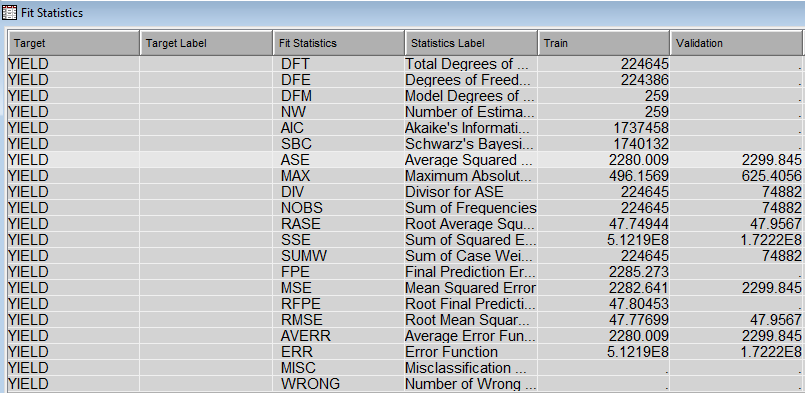 Fit Statistics
Target Target Label Fit Statistics Statistics Label Train Validation
YIELD DFT Total Degrees of ... 224645 .
YIELD DFE Degrees of Freed... 224386 .
YIELD DFM Model Degrees of ... 259 .
YIELD NW Number of Estima... 259 .
YIELD AIC Akaike's Informati... 1737458 .
YIELD SBC Schwarz's Bayesi... 1740132 .
YIELD ASE Average Squared ... 2280.009 2299.845
YIELD MAX Maximum Absolut... 496.1569 625.4056
YIELD DIV Divisor for ASE 224645 74882
YIELD NOBS Sum of Frequencies 224645 74882
YIELD RASE Root Average Squ... 47.74944 47.9567
YIELD SSE Sum of Squared E... 5.1219E8 1.7222E8
YIELD SUMW Sum of Case Wei... 224645 74882
YIELD FPE Final Prediction Er... 2285.273 .
YIELD MSE Mean Squared Error 2282.641 2299.845
YIELD RFPE Root Final Predicti... 47.80453 .
YIELD RMSE Root Mean Squar... 47.77699 47.9567
YIELD AVERR Average Error Fun... 2280.009 2299.845
YIELD ERR Error Function 5.1219E8 1.7222E8
YIELD MISC Misclassification ... . .
YIELD WRONG Number of Wrong ... . .